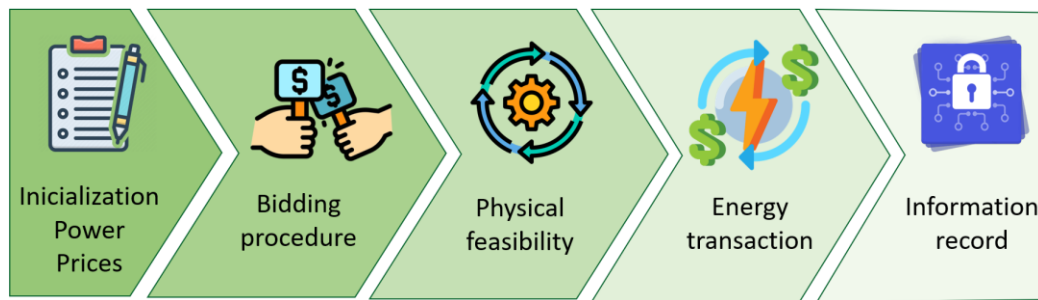 Inicialization
Power
Prices
$
$
Bidding
procedure
Physical
feasibility
$
$
Energy
transaction
Information
record